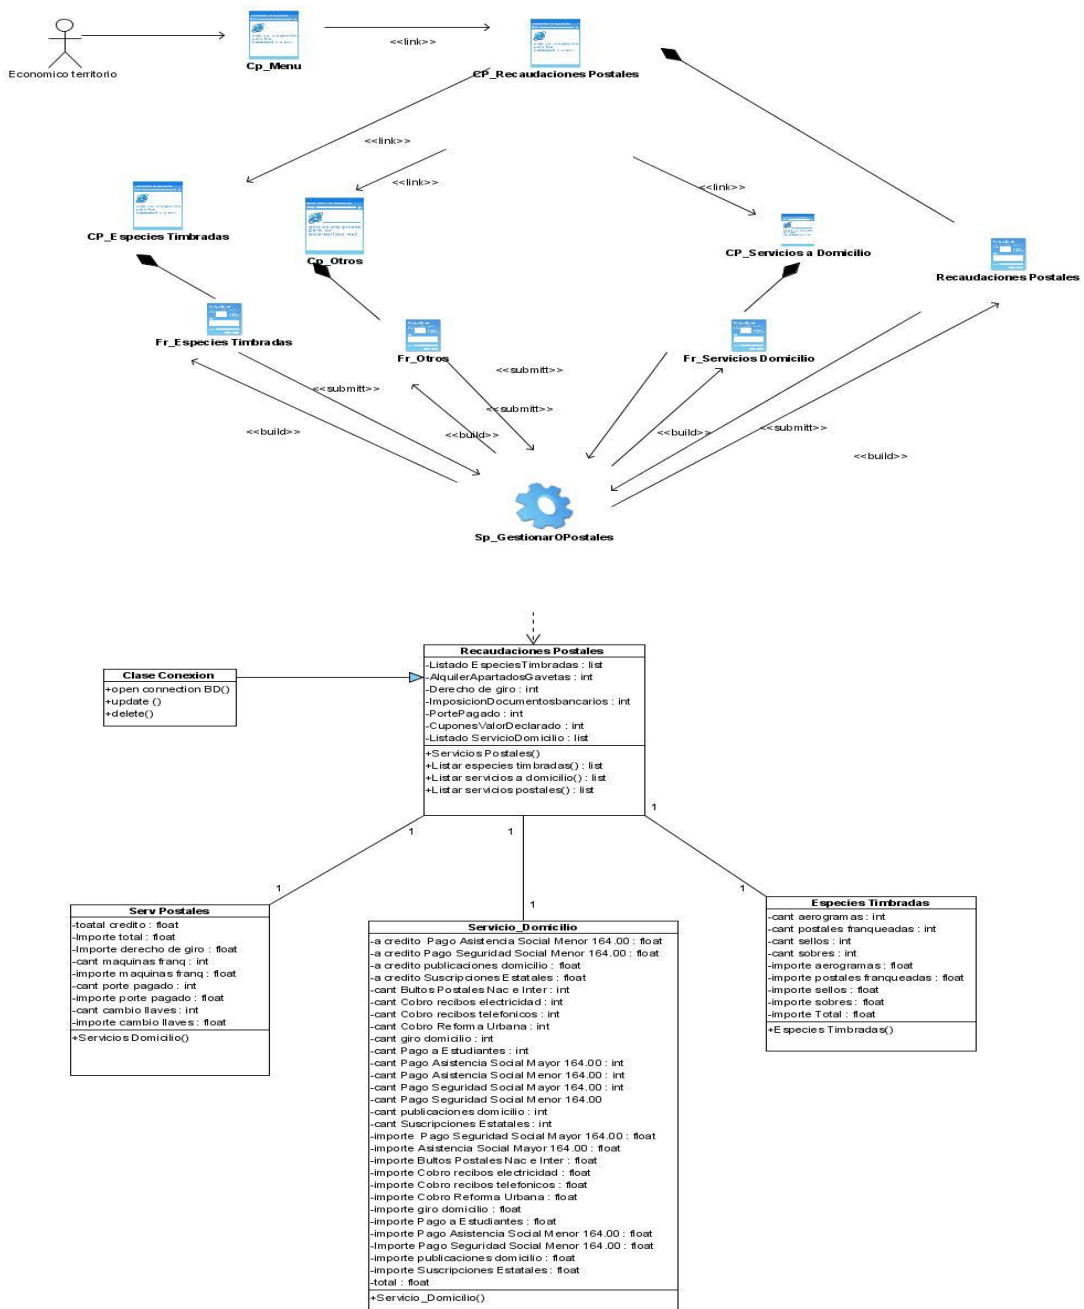 <<link>>
Economico territorio
Cp_Menu
CP_Recaudaciones Postales
<<link>>
<<link>>
<<link>>
CP_Especies Timbradas
Cp_Otros
CP_Servicios a Domicilio
Recaudaciones Postales
Fr_Especies Timbradas
Fr_Otros
Fr_Servicios Domicilio
<<submitt>>
<<submitt>>
<<submitt>>
<<submitt>>
<<build>>
<<build>>
<<build>>
<<build>>
Sp_GestionarOPostales
Recaudaciones Postales
-Listado EspeciesTimbradas : list
-AlquilerApartadosGavetas : int
-Derecho de giro : int
-ImposicionDocumentosbancarios : int
-PortePagado : int
-CuponesValorDeclarado : int
-Listado ServicioDomicilio : list
+Servicios Postales()
+Listar especies timbradas() : list
+Listar servicios a domicilio() : list
+Listar servicios postales() : list
Clase Conexion
+open connection BD()
+update ()
+delete()
1
1
1
1
1
1
Serv Postales
-toatal credito : float
-Importe total : float
-Importe derecho de giro : float
-cant maquinas franq : int
-importe maquinas franq : float
-cant porte pagado : int
-importe porte pagado : float
-cant cambio llaves : int
-importe cambio llaves : float
+Servicios Domicilio()
Servicio_Domicilio
-a credito  Pago Asistencia Social Menor 164.00 : float
-a credito Pago Seguridad Social Menor 164.00 : float
-a credito publicaciones domicilio : float
-a credito Suscripciones Estatales : float
-cant Bultos Postales Nac e Inter : int
-cant Cobro recibos electricidad : int
-cant Cobro recibos telefonicos : int
-cant Cobro Reforma Urbana : int
-cant giro domicilio : int
-cant Pago a Estudiantes : int
-cant Pago Asistencia Social Mayor 164.00 : int
-cant Pago Asistencia Social Menor 164.00 : int
-cant Pago Seguridad Social Mayor 164.00 : int
-cant Pago Seguridad Social Menor 164.00
-cant publicaciones domicilio : int
-cant Suscripciones Estatales : int
-importe  Pago Seguridad Social Mayor 164.00 : float
-importe Asistencia Social Mayor 164.00 : float
-importe Bultos Postales Nac e Inter : float
-importe Cobro recibos electricidad : float
-importe Cobro recibos telefonicos : float
-importe Cobro Reforma Urbana : float
-importe giro domicilio : float
-importe Pago a Estudiantes : float
-importe Pago Asistencia Social Menor 164.00 : float
-Importe Pago Seguridad Social Menor 164.00 : float
-importe publicaciones domicilio : float
-importe Suscripciones Estatales : float
-total : float
+Servicio_Domicilio()
Especies Timbradas
-cant aerogramas : int
-cant postales franqueadas : int
-cant sellos : int
-cant sobres : int
-importe aerogramas : float
-importe postales franqueadas : float
-importe sellos : float
-importe sobres : float
-importe Total : float
+Especies Timbradas()